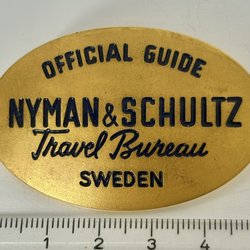 OFFICIAL GUIDE
NYMAN & SCHULTZ
Travel Bureau
SWEDEN
1 2 3 4